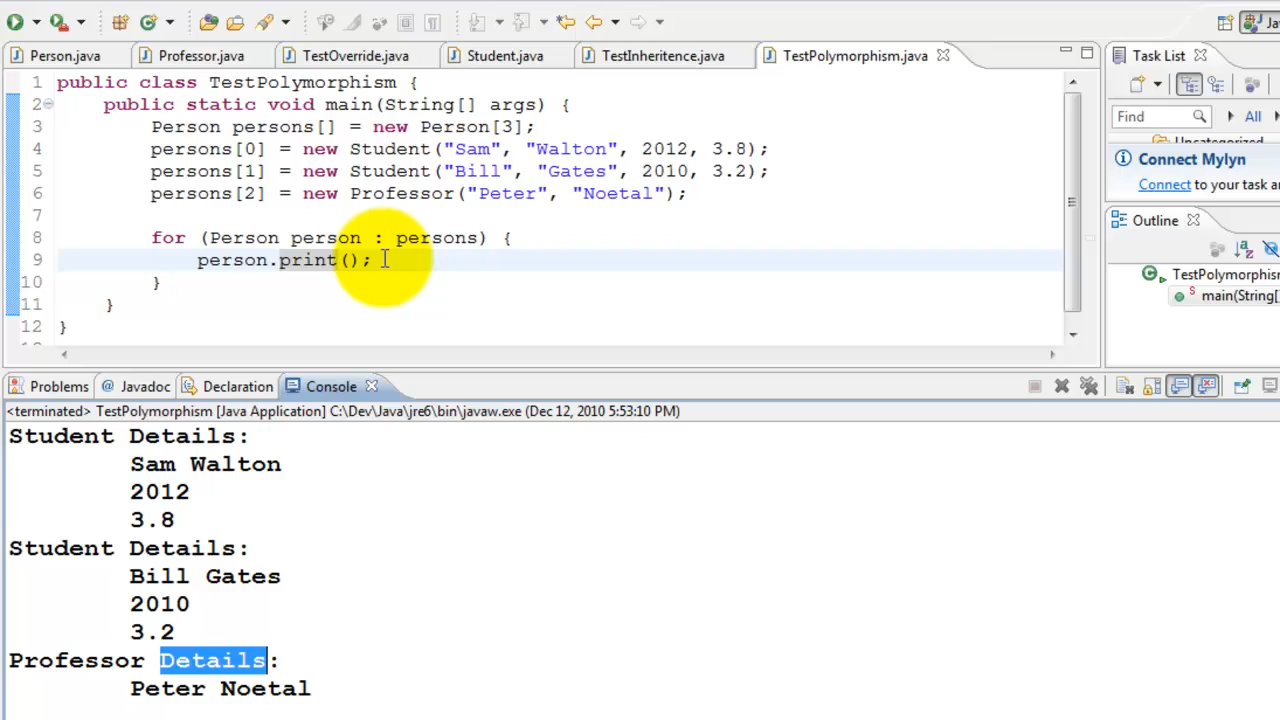 Ja
Person.java Professor.java TestOverride.java Student.java TestInheritence.java TestPolymorphism.java
Task List
1 public class TestPolymorphism {
2 public static void main(String[] args) {
3 Person persons[] = new Person[3];
4 persons[0] = new Student("Sam", "Walton", 2012, 3.8);
5 persons[1] = new Student("Bill", "Gates", 2010, 3.2);
6 persons[2] = new Professor("Peter", "Noetal");
7
8 for (Person person : persons) {
9 person.print();
10 }
11 }
12 }
Find All
Uncategorized
Connect Mylyn
Connect to your task a
Outline
TestPolymorphism
main(String[]
Problems Javadoc Declaration Console
<terminated> TestPolymorphism [Java Application] C:\Dev\Java\jre6\bin\javaw.exe (Dec 12, 2010 5:53:10 PM)
Student Details:
Sam Walton
2012
3.8
Student Details:
Bill Gates
2010
3.2
Professor Details:
Peter Noetal